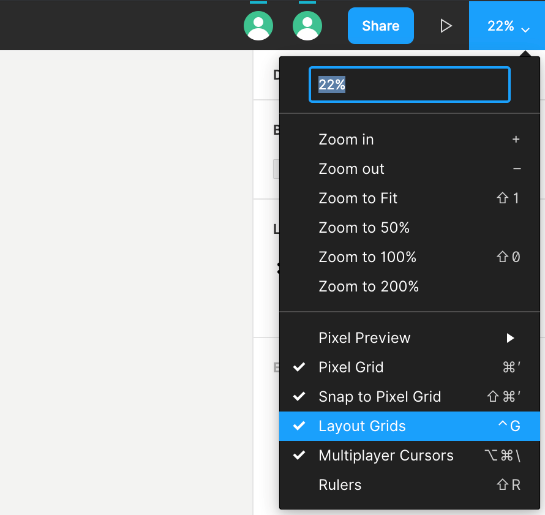 Share
22%
22%
Zoom in +
Zoom out −
Zoom to Fit ⇧1
Zoom to 50%
Zoom to 100% ⇧0
Zoom to 200%
Pixel Preview
Pixel Grid ⌘'
Snap to Pixel Grid ⇧⌘'
Layout Grids ^G
Multiplayer Cursors ⌥⌘\
Rulers ⇧R